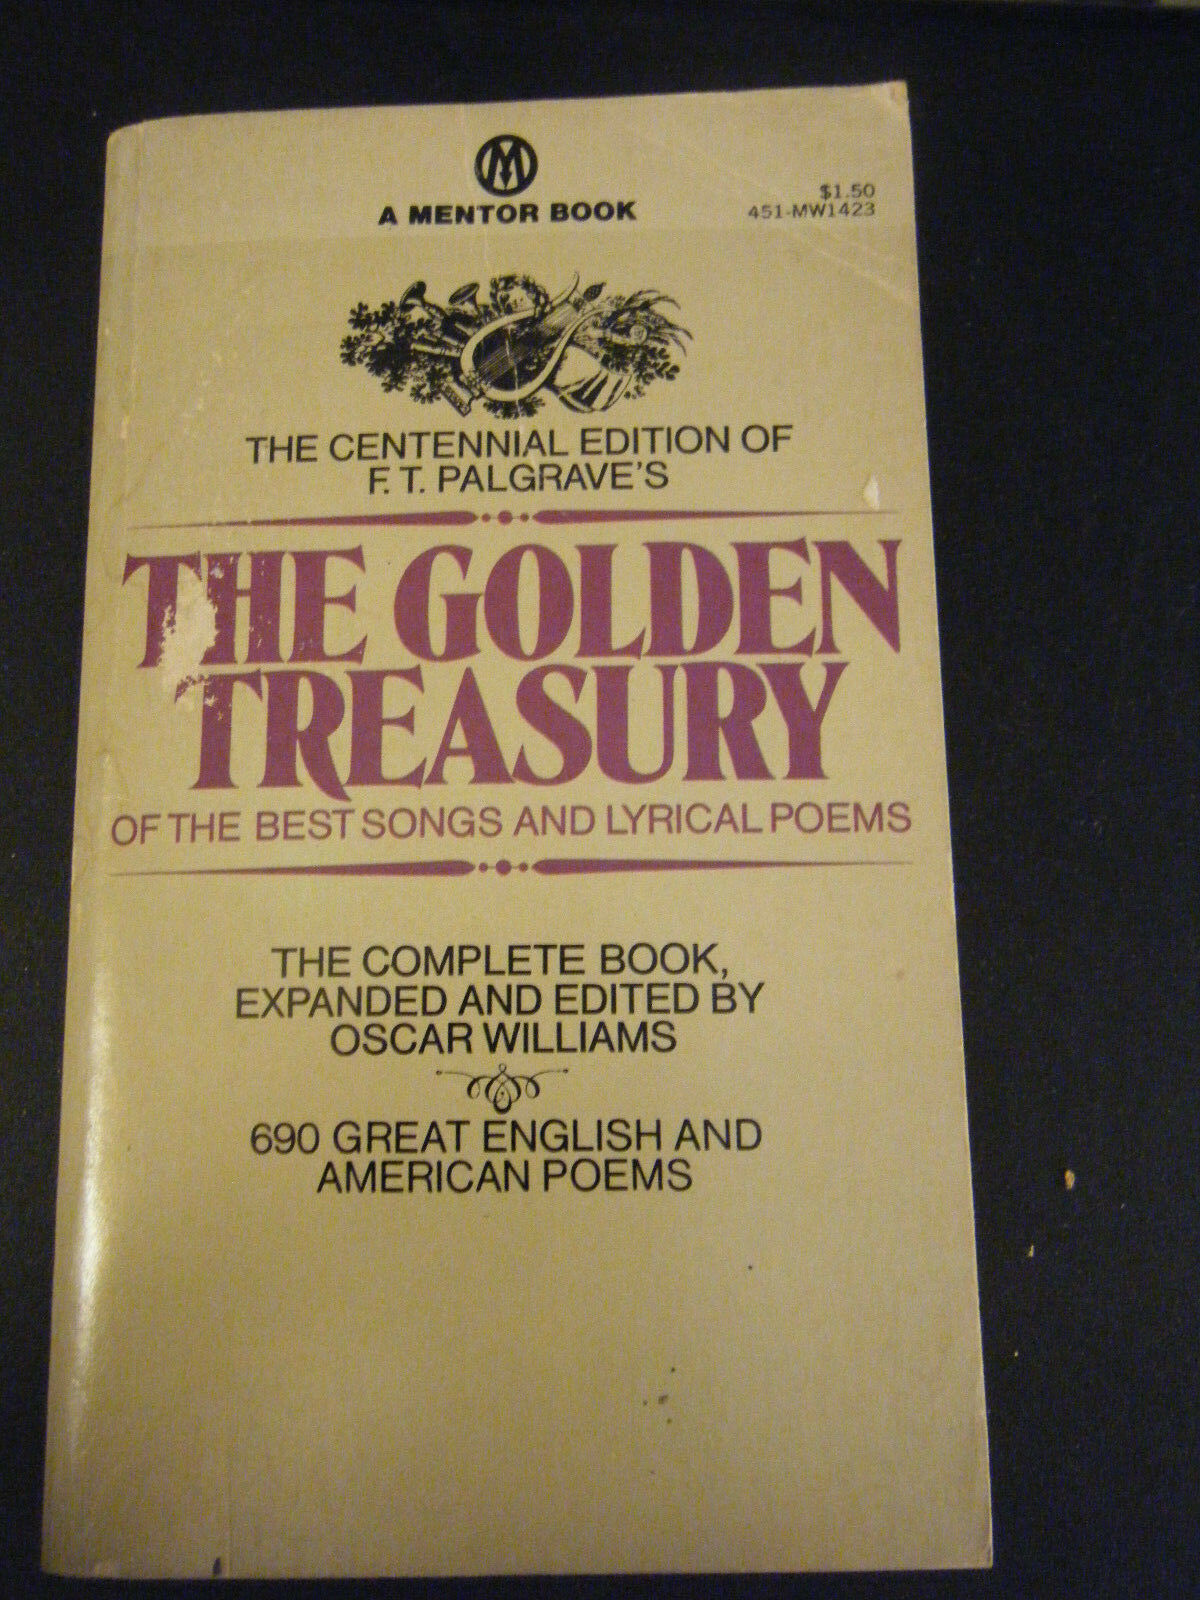 M
A MENTOR BOOK
$1.50
451-MW1423
THE CENTENNIAL EDITION OF
F. T. PALGRAVE'S
THE GOLDEN
TREASURY
OF THE BEST SONGS AND LYRICAL POEMS
THE COMPLETE BOOK,
EXPANDED AND EDITED BY
OSCAR WILLIAMS
690 GREAT ENGLISH AND
AMERICAN POEMS